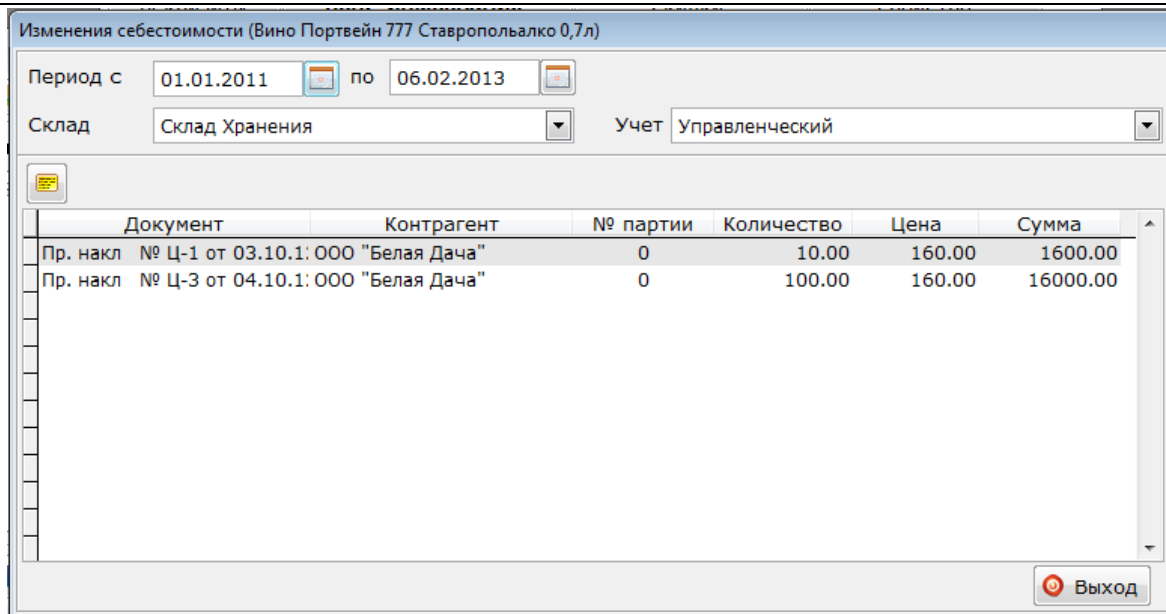 Изменения себестоимости (Вино Портвейн 777 Ставропольалко 0,7л)
Период с 01.01.2011 по 06.02.2013
Склад Склад Хранения Учет Управленческий
Документ Контрагент № партии Количество Цена Сумма
Пр. накл № Ц-1 от 03.10.1 ООО "Белая Дача" 0 10.00 160.00 1600.00
Пр. накл № Ц-3 от 04.10.1 ООО "Белая Дача" 0 100.00 160.00 16000.00
Выход